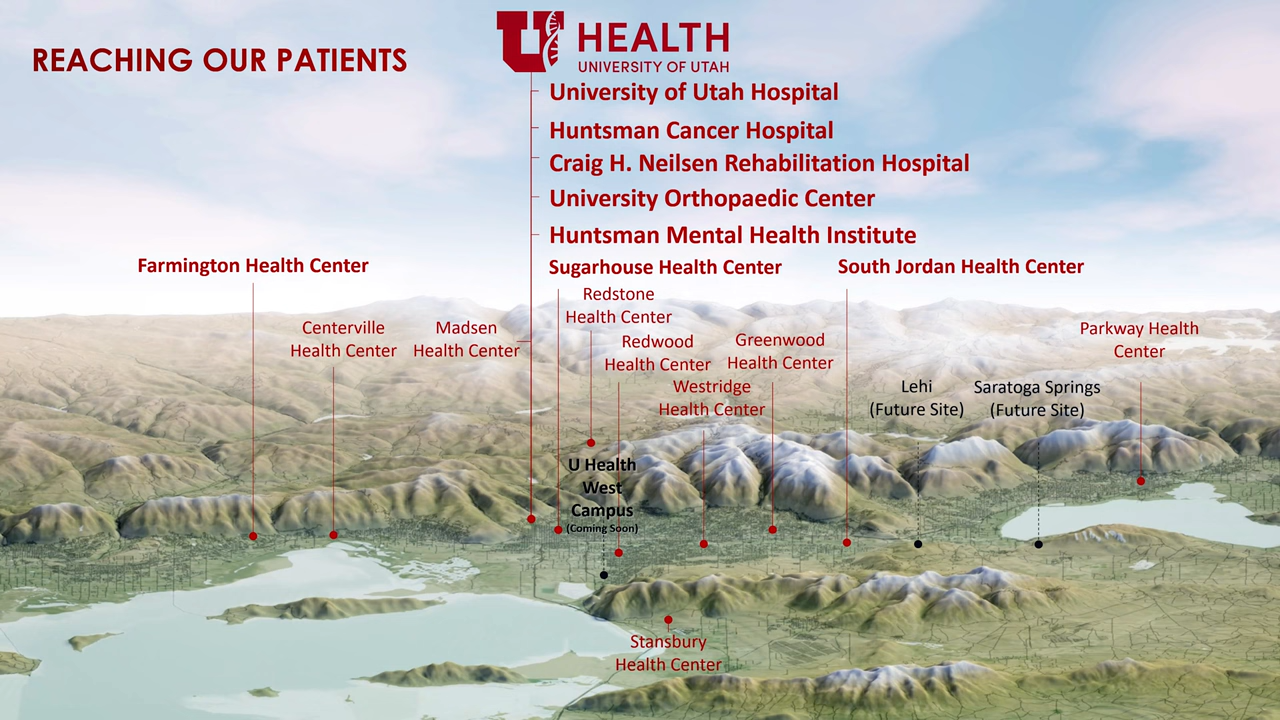 REACHING OUR PATIENTS
U HEALTH
UNIVERSITY OF UTAH
University of Utah Hospital
Huntsman Cancer Hospital
Craig H. Neilsen Rehabilitation Hospital
University Orthopaedic Center
Huntsman Mental Health Institute
Farmington Health Center
Sugarhouse Health Center
South Jordan Health Center
Redstone
Health Center
Centerville
Health Center
Madsen
Health Center
Redwood
Health Center
Greenwood
Health Center
Parkway Health
Center
Westridge
Health Center
Lehi
(Future Site)
Saratoga Springs
(Future Site)
U Health
West
Campus
(Coming Soon)
Stansbury
Health Center